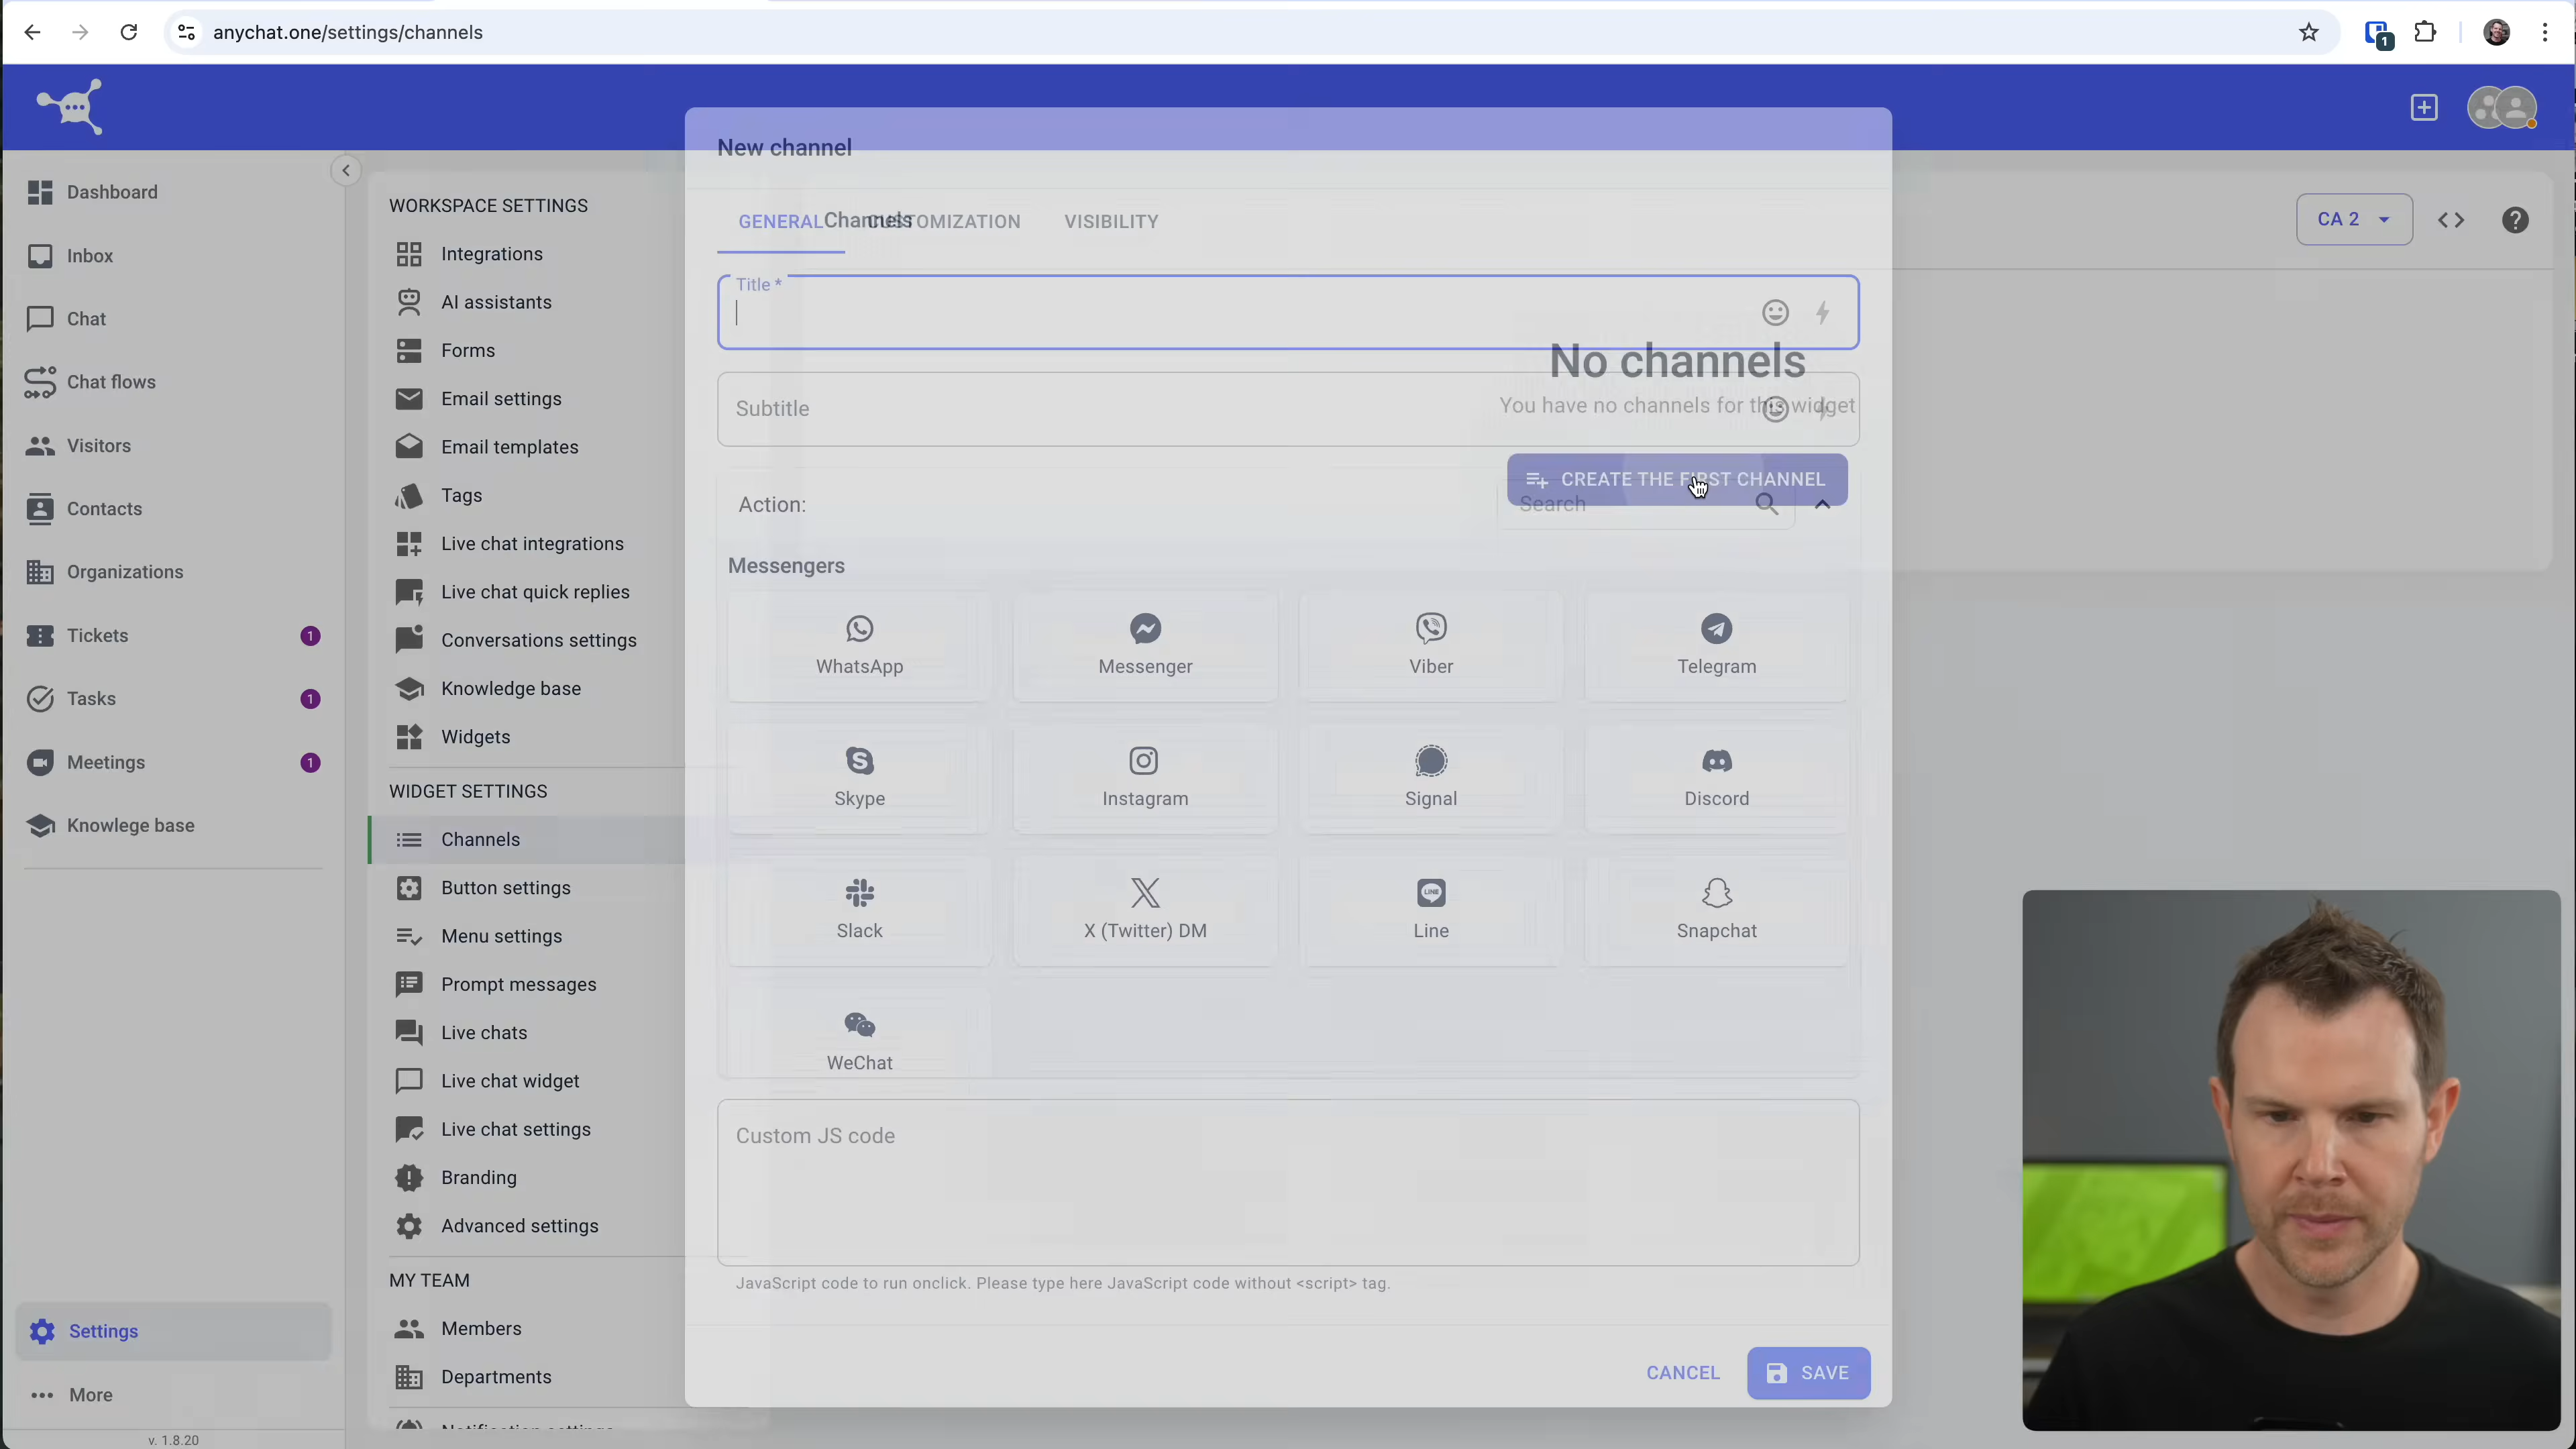 anychat.one/settings/channels
1
Dashboard
Inbox
Chat
Chat flows
Visitors
Contacts
Organizations
Tickets 1
Tasks 1
Meetings 1
Knowlege base
Settings
More
v. 1.8.20
WORKSPACE SETTINGS
Integrations
AI assistants
Forms
Email settings
Email templates
Tags
Live chat integrations
Live chat quick replies
Conversations settings
Knowledge base
Widgets
WIDGET SETTINGS
Channels
Button settings
Menu settings
Prompt messages
Live chats
Live chat widget
Live chat settings
Branding
Advanced settings
MY TEAM
Members
Departments
Notification settings
New channel
GENERAL
Channels
CUSTOMIZATION
VISIBILITY
CA 2
Title *
No channels
Subtitle
You have no channels for this widget
CREATE THE FIRST CHANNEL
Action:
Search
Messengers
WhatsApp
Messenger
Viber
Telegram
Skype
Instagram
Signal
Discord
Slack
X (Twitter) DM
LINE
Line
Snapchat
WeChat
Custom JS code
JavaScript code to run onclick. Please type here JavaScript code without <script> tag.
CANCEL
SAVE